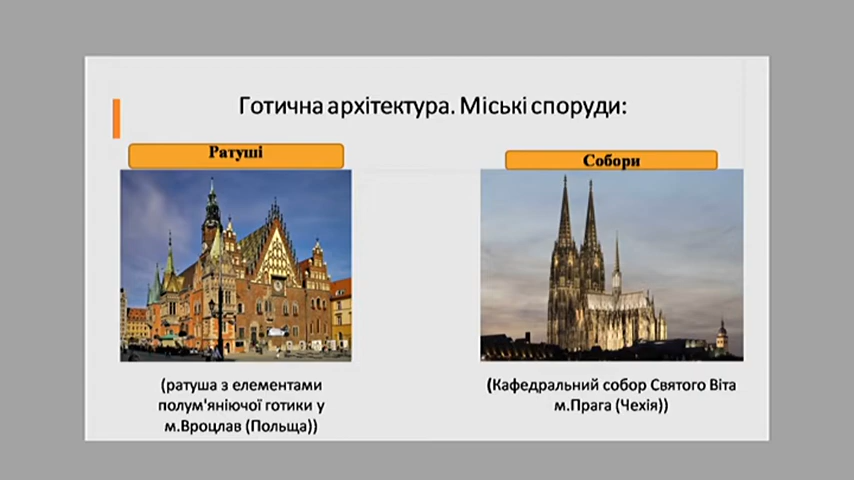 Готична архітектура. Міські споруди:
Ратуші
Собори
(ратуша з елементами
полум'яніючої готики у
м.Вроцлав (Польща))
(Кафедральний собор Святого Віта
м.Прага (Чехія))